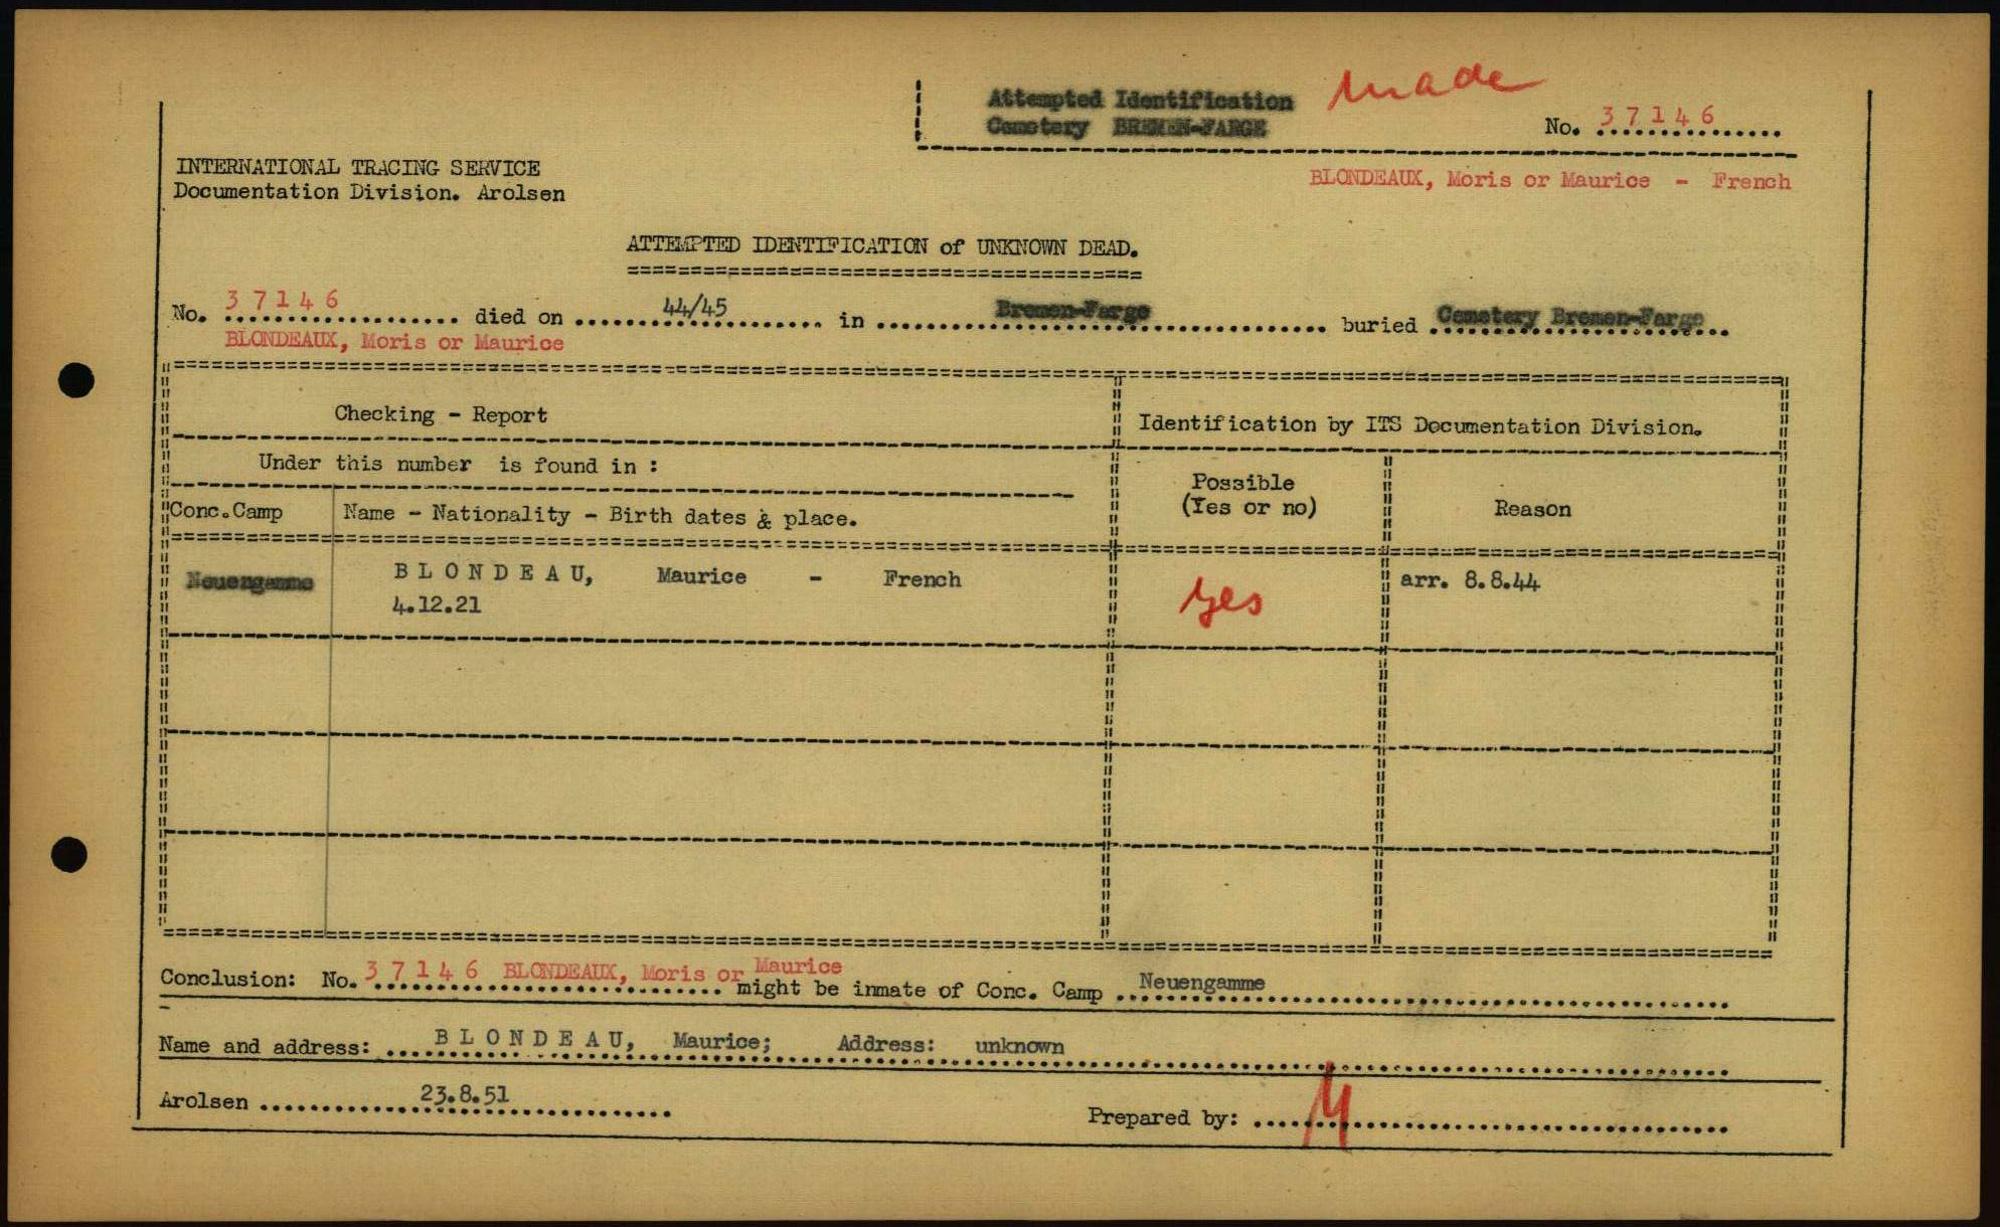 Attempted Identification made
Cemetery BREMEN-FARGE
No. 37146
BLONDEAUX, Moris or Maurice - French
INTERNATIONAL TRACING SERVICE
Documentation Division. Arolsen
ATTEMPTED IDENTIFICATION of UNKNOWN DEAD.
No. 37146 died on 44/45 in Bremen-Farge buried Cemetery Bremen-Farge
BLONDEAUX, Moris or Maurice
Checking - Report
Identification by ITS Documentation Division.
Under this number is found in :
Possible
(Yes or no)
Reason
Conc.Camp
Name - Nationality - Birth dates & place.
Neuengamme
BLONDEAU, Maurice - French
4.12.21
yes
arr. 8.8.44
Conclusion: No. 37146 BLONDEAUX, Moris or Maurice might be inmate of Conc. Camp Neuengamme
Name and address: BLONDEAU, Maurice; Address: unknown
Arolsen 23.8.51
Prepared by: